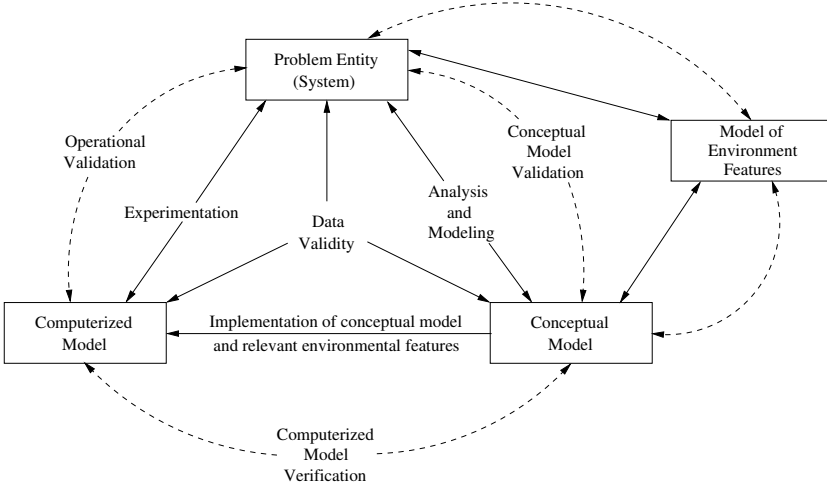 Problem Entity
(System)
Operational
Validation
Conceptual
Model
Validation
Model of
Environment
Features
Experimentation
Data
Validity
Analysis
and
Modeling
Computerized
Model
Implementation of conceptual model
and relevant environmental features
Conceptual
Model
Computerized
Model
Verification